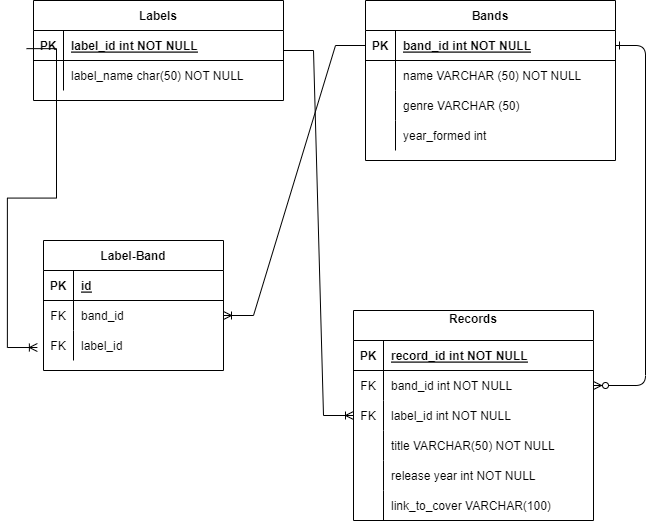 Labels
PK label_id int NOT NULL
label_name char(50) NOT NULL
Bands
PK band_id int NOT NULL
name VARCHAR (50) NOT NULL
genre VARCHAR (50)
year_formed int
Label-Band
PK id
FK band_id
FK label_id
Records
PK record_id int NOT NULL
FK band_id int NOT NULL
FK label_id int NOT NULL
title VARCHAR(50) NOT NULL
release year int NOT NULL
link_to_cover VARCHAR(100)